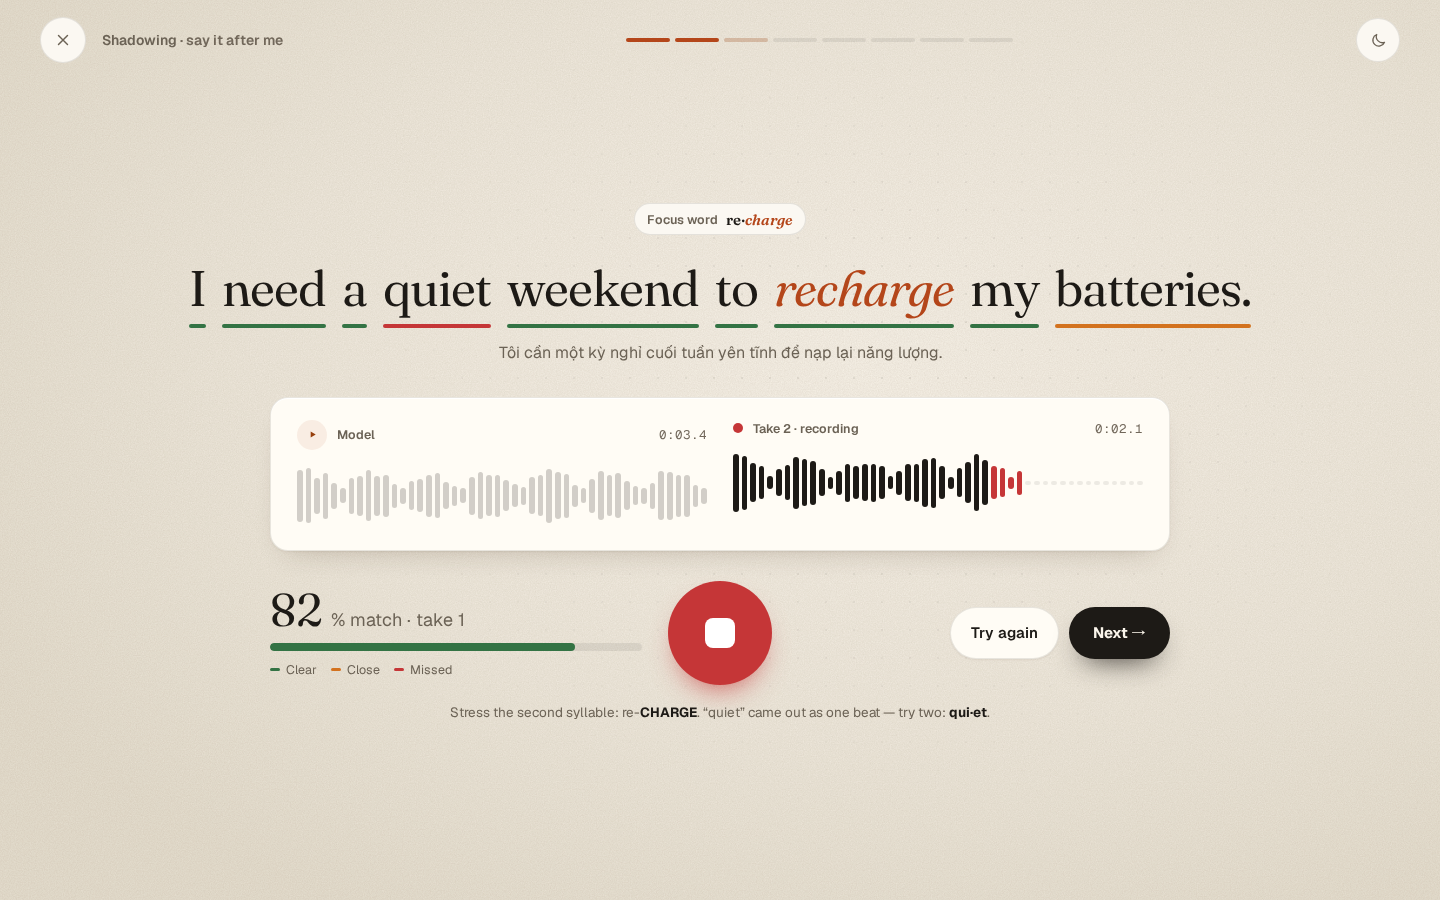 Shadowing · say it after me
Focus word re·charge
I need a quiet weekend to recharge my batteries.
Tôi cần một kỳ nghỉ cuối tuần yên tĩnh để nạp lại năng lượng.
Model 0:03.4
Take 2 · recording 0:02.1
82 % match · take 1
Clear Close Missed
Try again
Next →
Stress the second syllable: re-CHARGE. “quiet” came out as one beat — try two: qui·et.